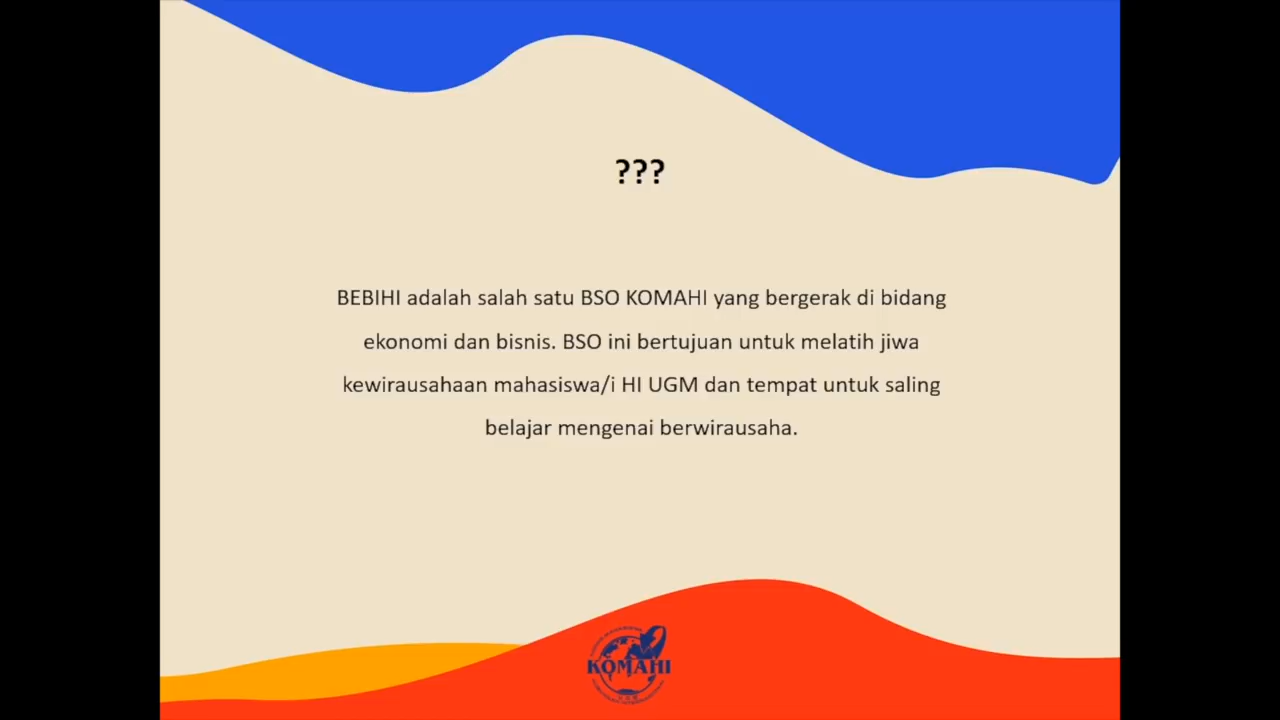 ???
BEBIHI adalah salah satu BSO KOMAHI yang bergerak di bidang
ekonomi dan bisnis. BSO ini bertujuan untuk melatih jiwa
kewirausahaan mahasiswa/i HI UGM dan tempat untuk saling
belajar mengenai berwirausaha.
KOMAHI